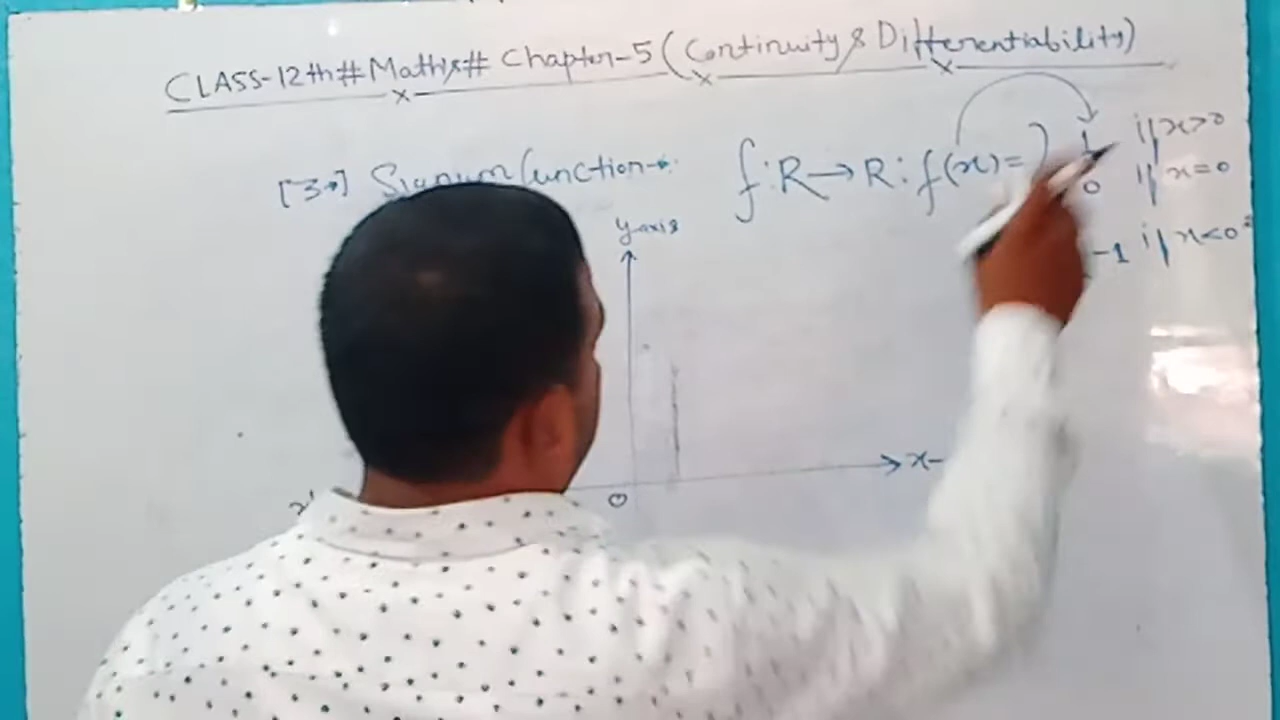 CLASS-12th#Maths# Chapter-5 (Continuity & Differentiability)
[3.] Signum function→ f:R→R:f(x)= { 1 if x>0
0 if x=0
-1 if x<0
y-axis
x-
O
x'